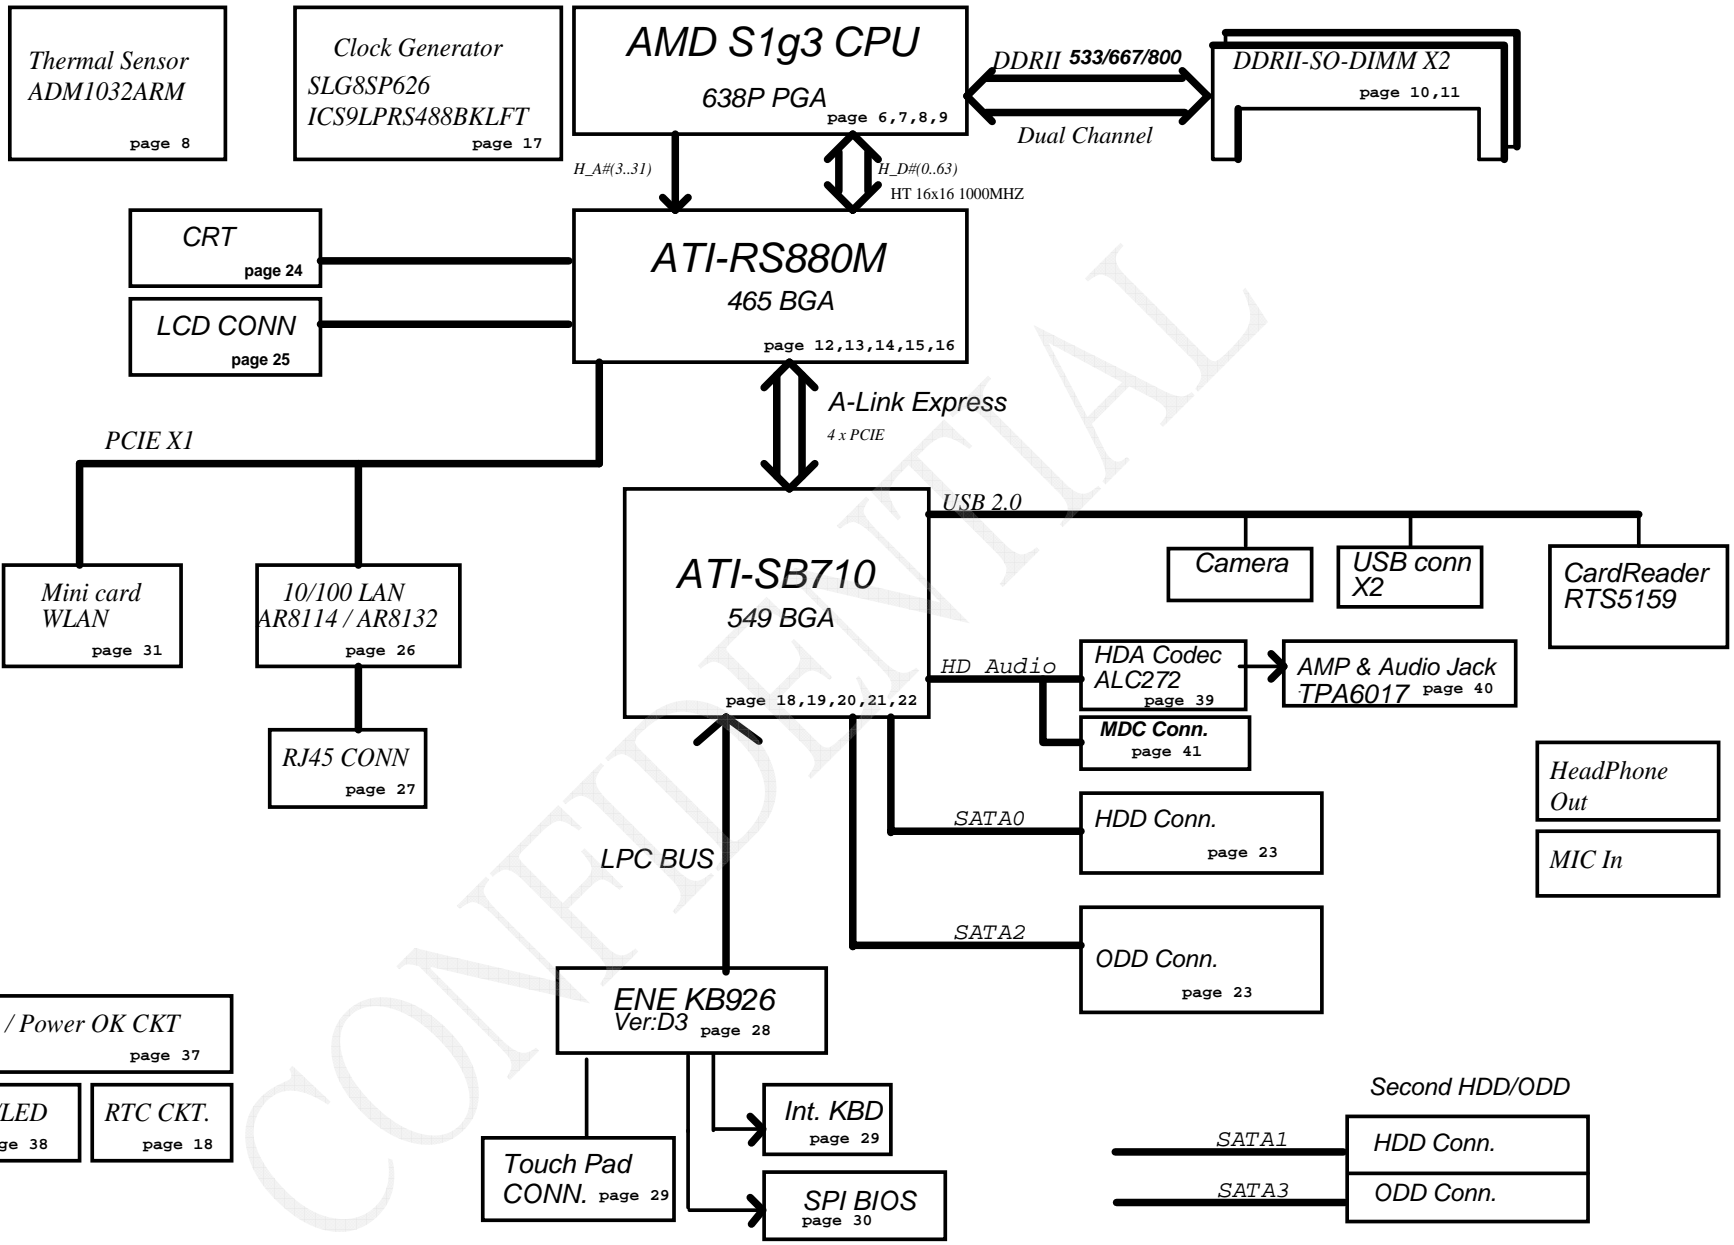 Thermal Sensor
ADM1032ARM
page 8
Clock Generator
SLG8SP626
ICS9LPRS488BKLFT
page 17
AMD S1g3 CPU
638P PGA
page 6,7,8,9
DDRII 533/667/800
Dual Channel
DDRII-SO-DIMM X2
page 10,11
H_A#(3..31)
H_D#(0..63)
HT 16x16 1000MHZ
CRT
page 24
LCD CONN
page 25
ATI-RS880M
465 BGA
page 12,13,14,15,16
A-Link Express
4 x PCIE
PCIE X1
Mini card
WLAN
page 31
10/100 LAN
AR8114 / AR8132
page 26
RJ45 CONN
page 27
ATI-SB710
549 BGA
page 18,19,20,21,22
USB 2.0
Camera
USB conn
X2
CardReader
RTS5159
HD Audio
HDA Codec
ALC272
page 39
AMP & Audio Jack
TPA6017 page 40
MDC Conn.
page 41
HeadPhone
Out
MIC In
SATA0
HDD Conn.
page 23
SATA2
ODD Conn.
page 23
LPC BUS
ENE KB926
Ver:D3 page 28
Int. KBD
page 29
Touch Pad
CONN. page 29
SPI BIOS
page 30
/ Power OK CKT
page 37
/LED
ge 38
RTC CKT.
page 18
Second HDD/ODD
SATA1
HDD Conn.
SATA3
ODD Conn.
CONFIDENTIAL